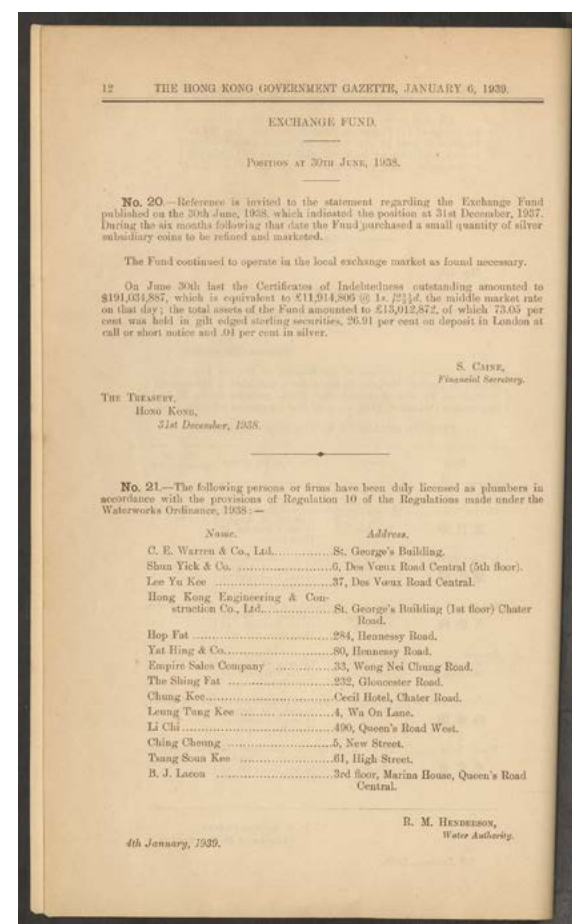 12 THE HONG KONG GOVERNMENT GAZETTE, JANUARY 6, 1939.
EXCHANGE FUND.
POSITION AT 30TH JUNE, 1938.
No. 20.—Reference is invited to the statement regarding the Exchange Fund
published on the 30th June, 1938, which indicated the position at 31st December, 1937.
During the six months following that date the Fund purchased a small quantity of silver
subsidiary coins to be refined and marketed.
The Fund continued to operate in the local exchange market as found necessary.
On June 30th last the Certificates of Indebtedness outstanding amounted to
$191,034,887, which is equivalent to £11,914,806 @ 1s. the middle market rate
on that day; the total assets of the Fund amounted to £13,012,872, of which 73.05 per
cent was held in gilt edged sterling securities, 26.91 per cent on deposit in London at
call or short notice and .04 per cent in silver.
S. CAINE,
Financial Secretary.
THE TREASURY,
HONG KONG,
31st December, 1938.
No. 21.—The following persons or firms have been duly licensed as plumbers in
accordance with the provisions of Regulation 10 of the Regulations made under the
Waterworks Ordinance, 1938:—
Name. Address.
C. E. Warren & Co., Ltd...............St. George's Building.
Shun Yick & Co. ........................6, Des Vœux Road Central (5th floor).
Lee Yu Kee .............................37, Des Vœux Road Central.
Hong Kong Engineering & Con-
struction Co., Ltd..................St. George's Building (1st floor) Chater
Road.
Hop Fat ...................................284, Hennessy Road.
Yat Hing & Co...........................80, Hennessy Road.
Empire Sales Company ...............33, Wong Nei Chung Road.
The Shing Fat ..........................232, Gloucester Road.
Chung Kee................................Cecil Hotel, Chater Road.
Leung Tung Kee ........................4, Wa On Lane.
Li Chi......................................490, Queen's Road West.
Ching Cheung ...........................5, New Street.
Tsang Soun Kee ........................61, High Street.
B. J. Lacon .............................3rd floor, Marina House, Queen's Road
Central.
R. M. HENDERSON,
Water Authority.
4th January, 1939.